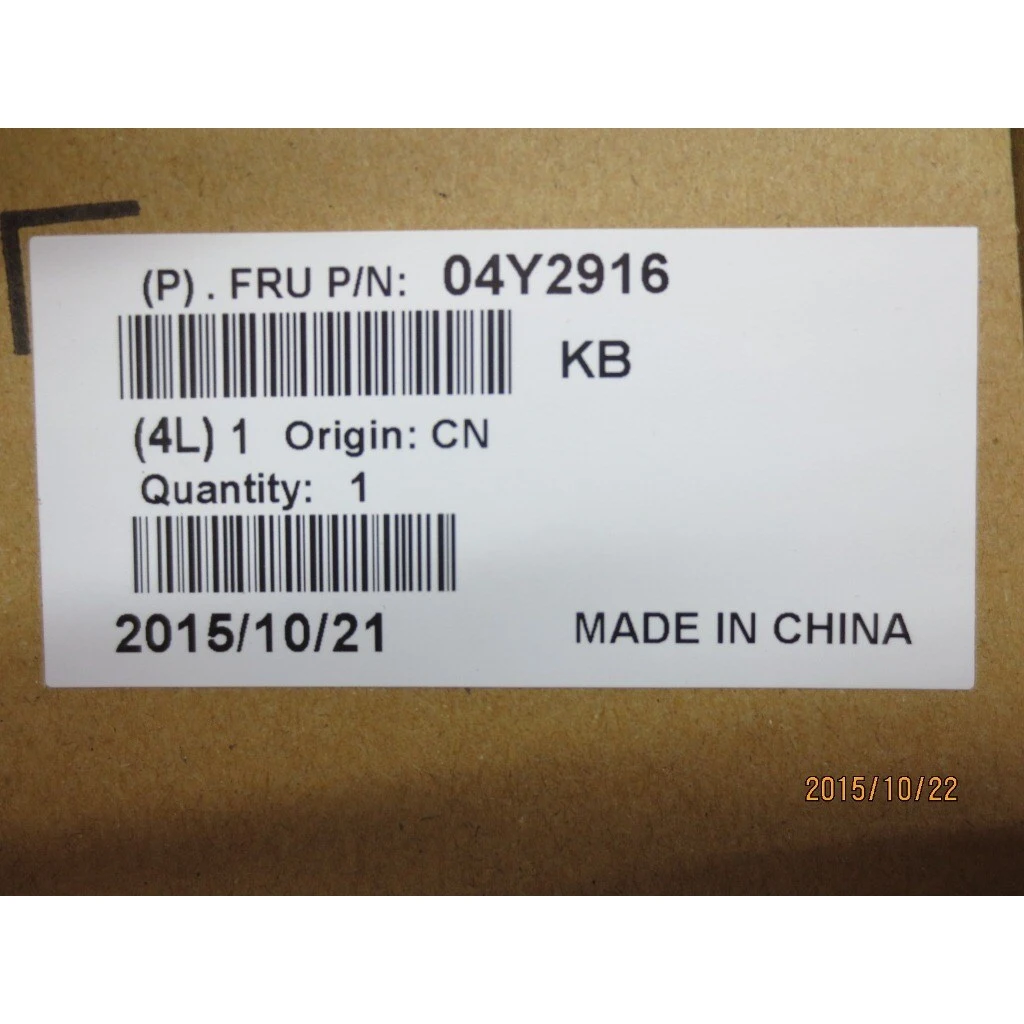 (P) . FRU P/N: 04Y2916
KB
(4L) 1 Origin: CN
Quantity: 1
2015/10/21 MADE IN CHINA
2015/10/22